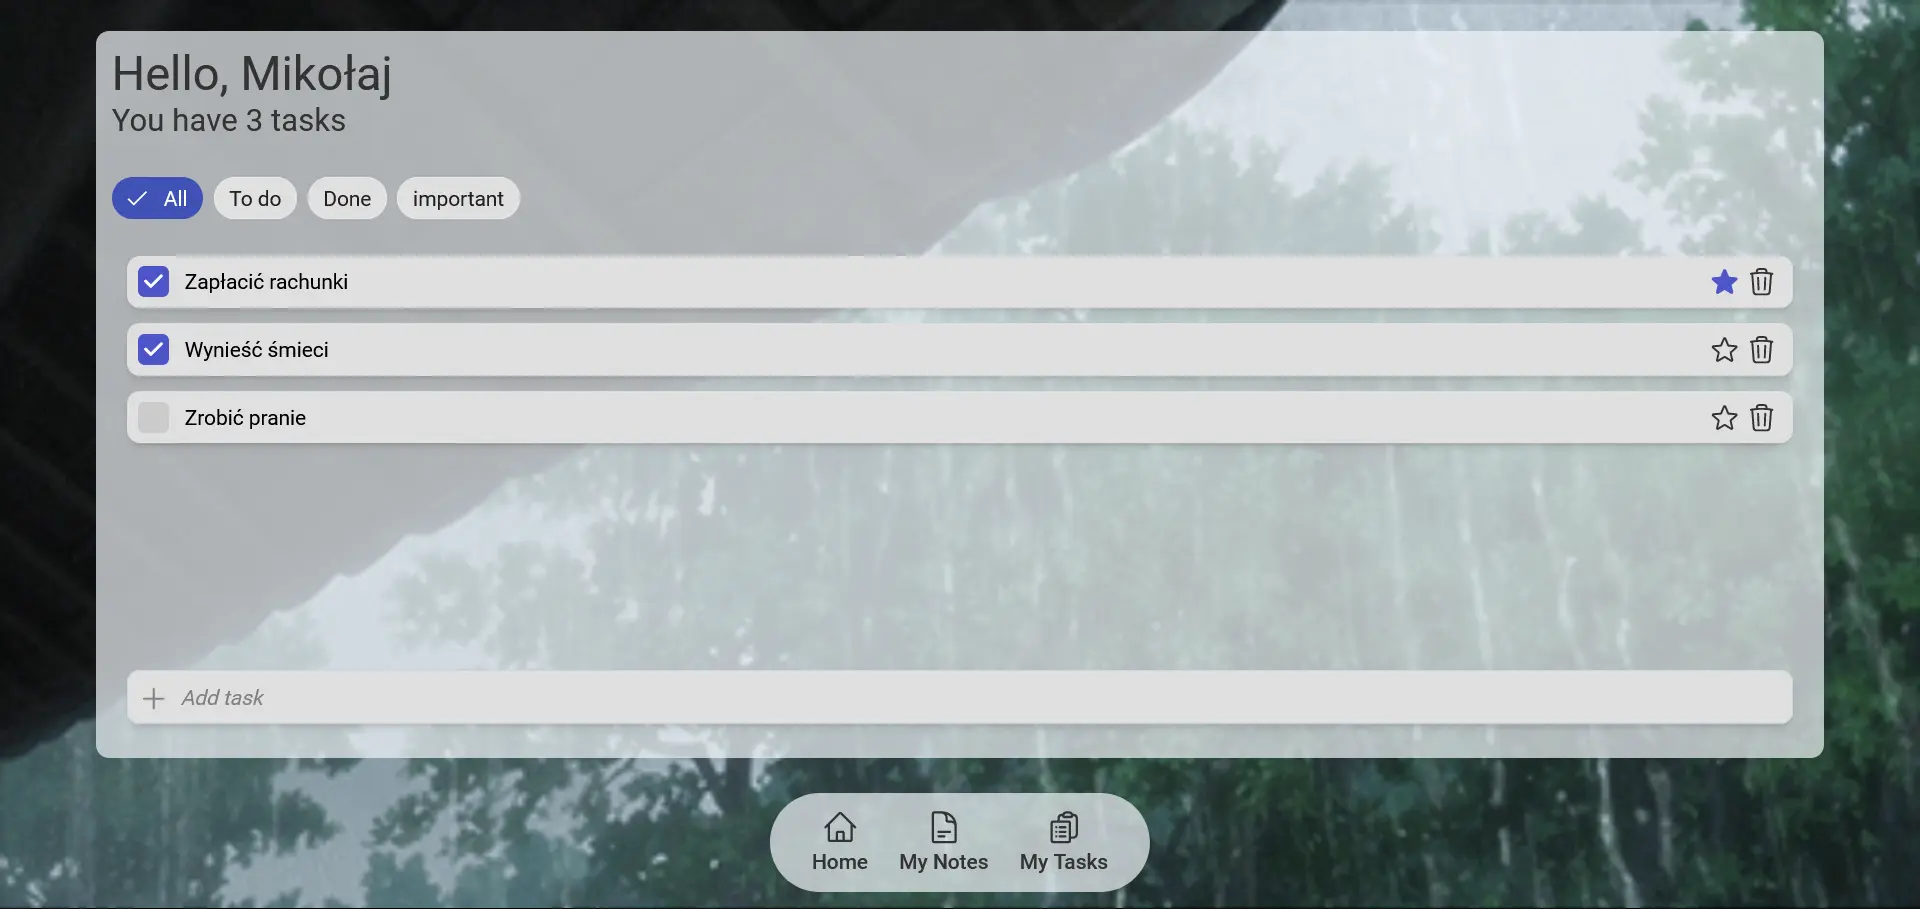 Hello, Mikołaj
You have 3 tasks
All To do Done important
Zapłacić rachunki
Wynieść śmieci
Zrobić pranie
Add task
Home My Notes My Tasks